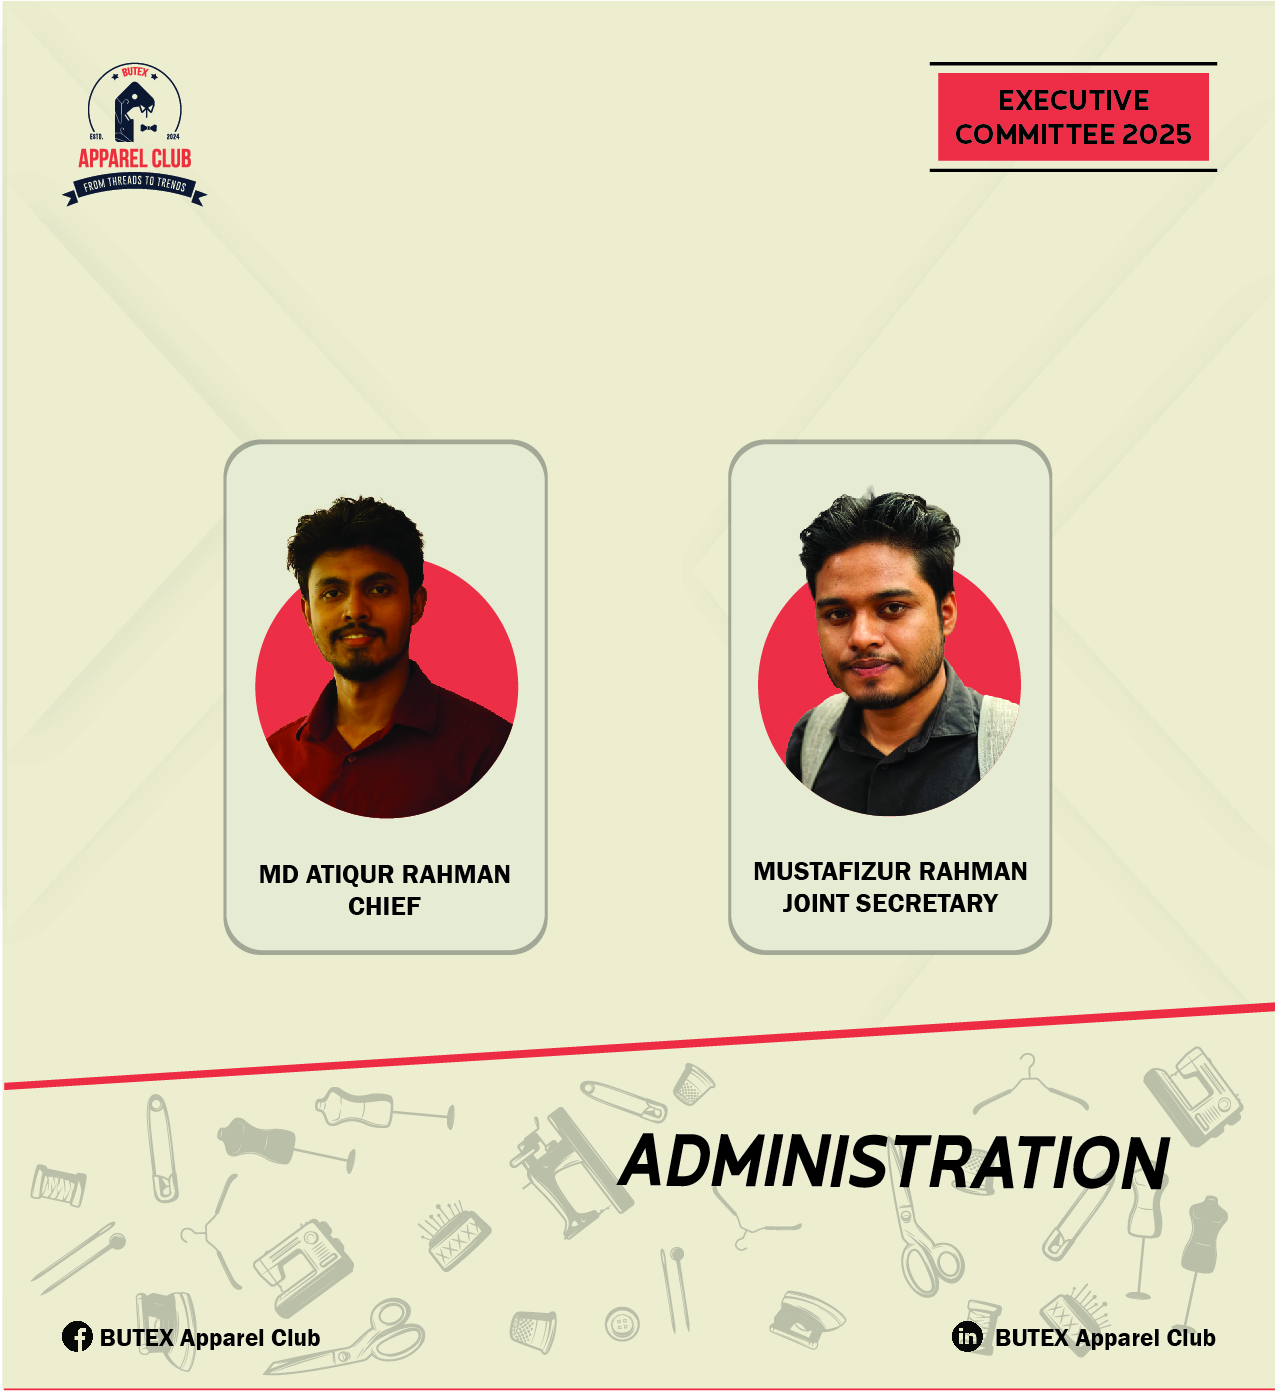 BUTEX
ESTD. 2024
APPAREL CLUB
FROM THREADS TO TRENDS
EXECUTIVE
COMMITTEE 2025
MD ATIQUR RAHMAN
CHIEF
MUSTAFIZUR RAHMAN
JOINT SECRETARY
ADMINISTRATION
BUTEX Apparel Club
in BUTEX Apparel Club